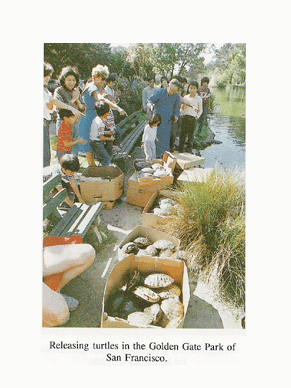 Releasing turtles in the Golden Gate Park of
San Francisco.